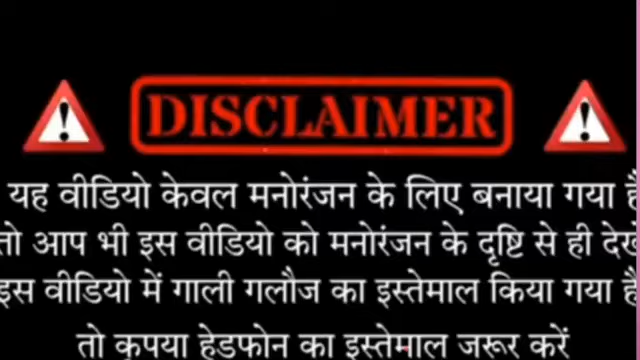 DISCLAIMER
यह वीडियो केवल मनोरंजन के लिए बनाया गया है
तो आप भी इस वीडियो को मनोरंजन के दृष्टि से ही देख
इस वीडियो में गाली गलौज का इस्तेमाल किया गया है
तो कृपया हेडफोन का इस्तेमाल जरूर करें